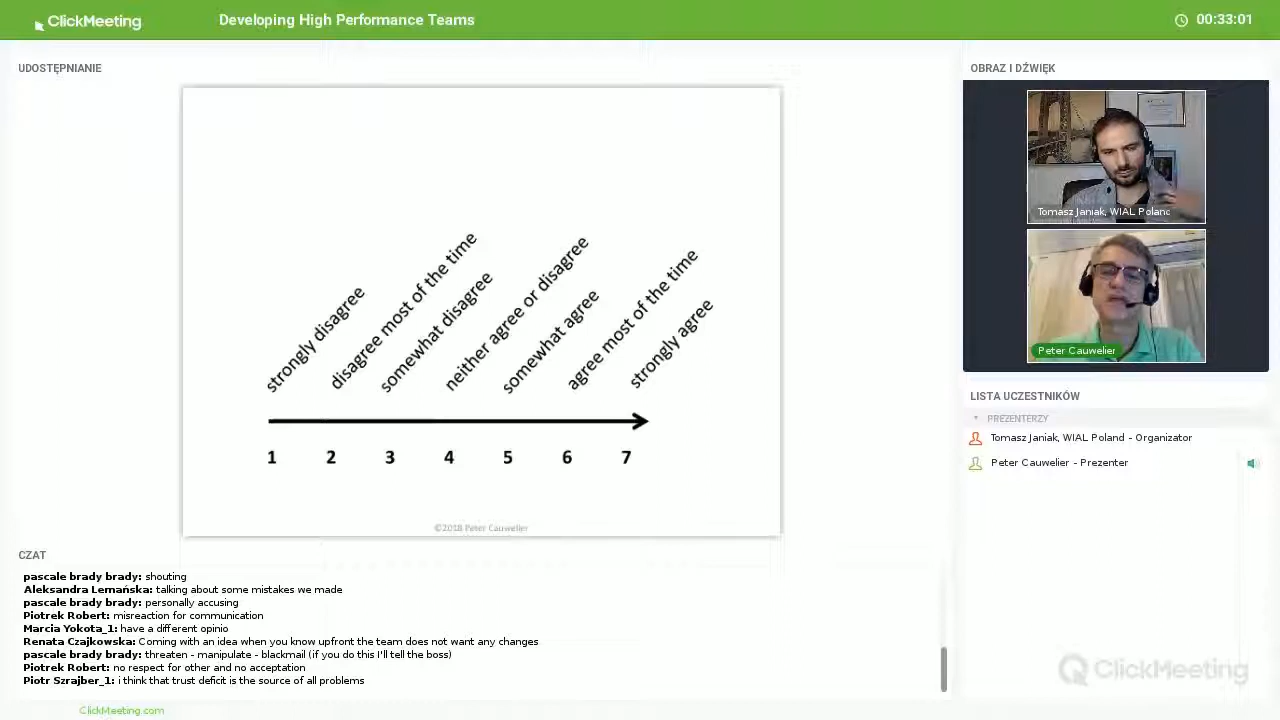 ClickMeeting
Developing High Performance Teams
00:33:01
UDOSTĘPNIANIE
strongly disagree
disagree most of the time
somewhat disagree
neither agree or disagree
somewhat agree
agree most of the time
strongly agree
1 2 3 4 5 6 7
©2018 Peter Cauwelier
CZAT
pascale brady brady: shouting
Aleksandra Lemańska: talking about some mistakes we made
pascale brady brady: personally accusing
Piotrek Robert: misreaction for communication
Marcia Yokota_1: have a different opinio
Renata Czajkowska: Coming with an idea when you know upfront the team does not want any changes
pascale brady brady: threaten - manipulate - blackmail (if you do this I'll tell the boss)
Piotrek Robert: no respect for other and no acceptation
Piotr Szrajber_1: i think that trust deficit is the source of all problems
ClickMeeting.com
OBRAZ I DŹWIĘK
Tomasz Janiak, WIAL Poland
Peter Cauwelier
LISTA UCZESTNIKÓW
PREZENTERZY
Tomasz Janiak, WIAL Poland - Organizator
Peter Cauwelier - Prezenter
ClickMeeting